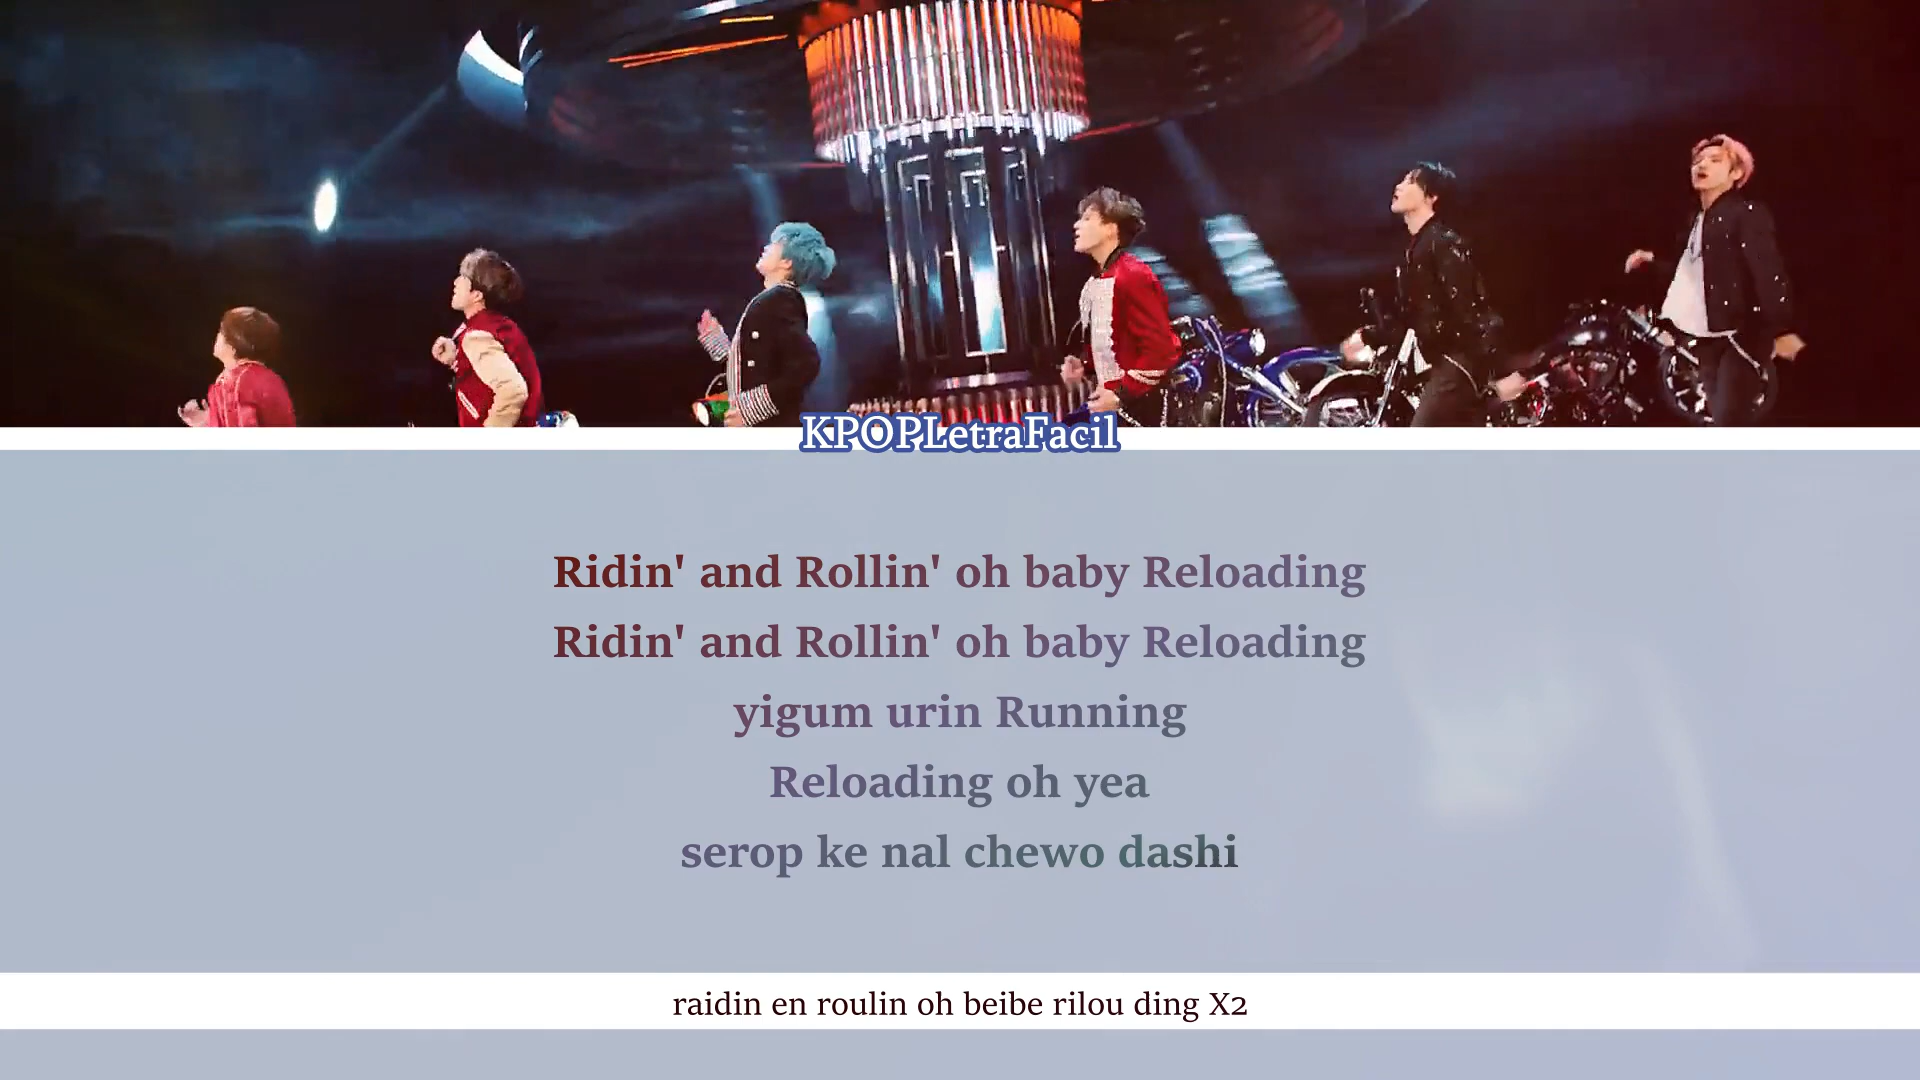 KPOPLetraFacil
Ridin' and Rollin' oh baby Reloading
Ridin' and Rollin' oh baby Reloading
yigum urin Running
Reloading oh yea
serop ke nal chewo dashi
raidin en roulin oh beibe rilou ding X2